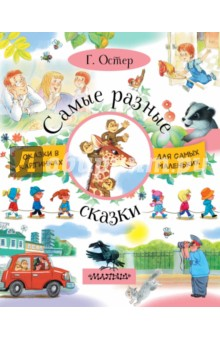 Г. Остер
Самые разные
СКАЗКИ В
КАРТИНКАХ
ДЛЯ САМЫХ
МАЛЕНЬКИХ
сказки
МАЛЫШ